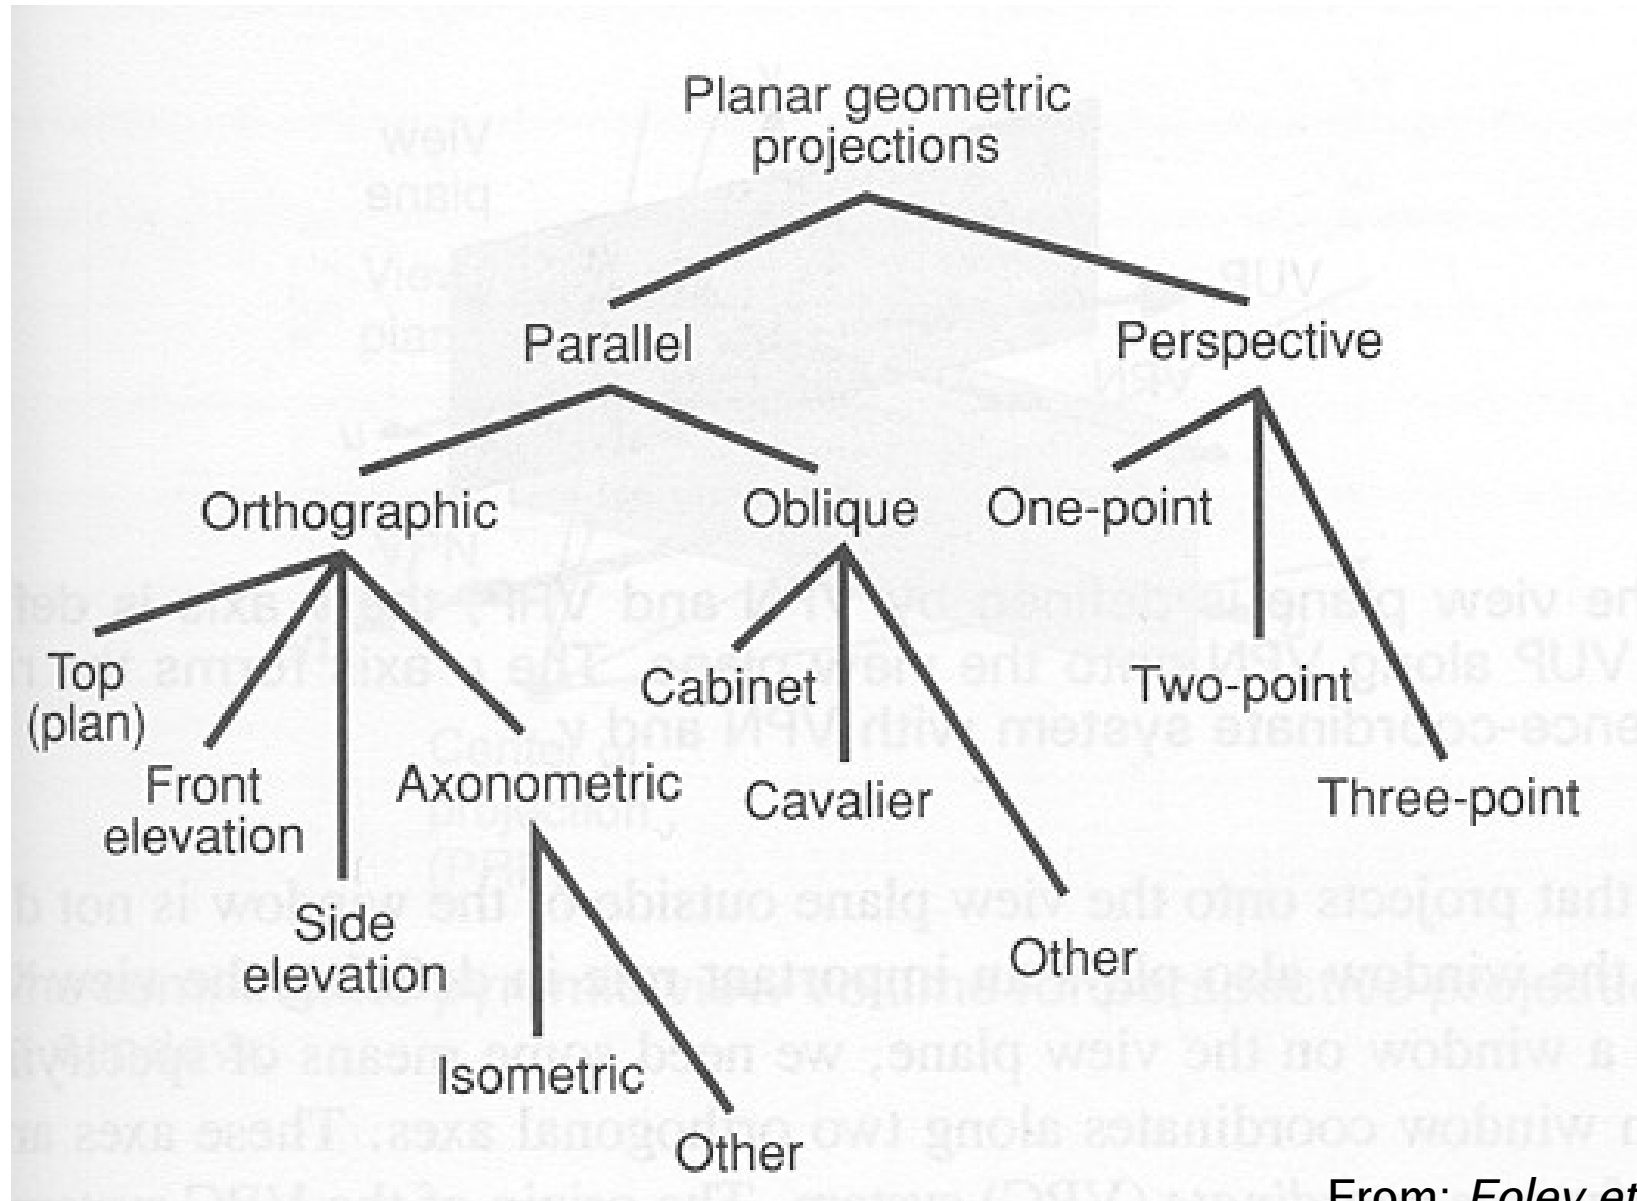 Planar geometric
projections
Parallel
Perspective
Orthographic
Oblique
One-point
Top
(plan)
Cabinet
Two-point
Front
elevation
Axonometric
Cavalier
Three-point
Side
elevation
Other
Isometric
Other
From: Foley et